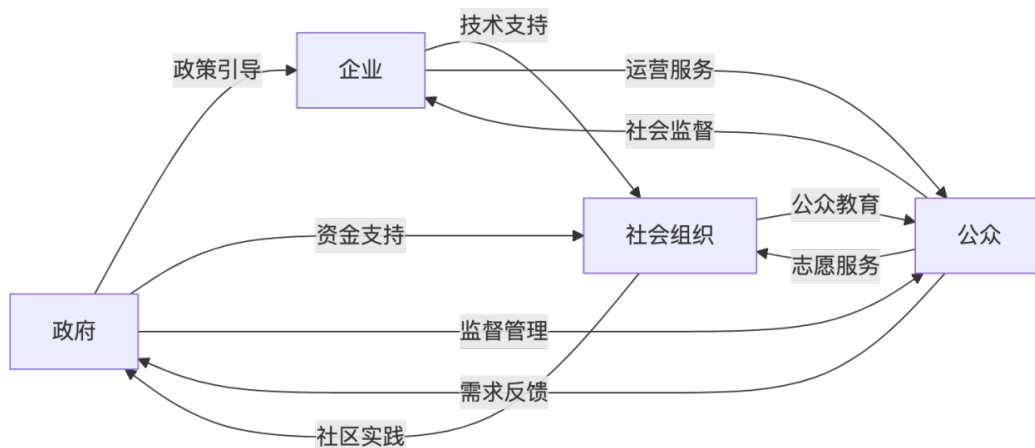 技术支持
政策引导
企业
运营服务
社会监督
公众教育
资金支持
社会组织
公众
志愿服务
政府
监督管理
需求反馈
社区实践